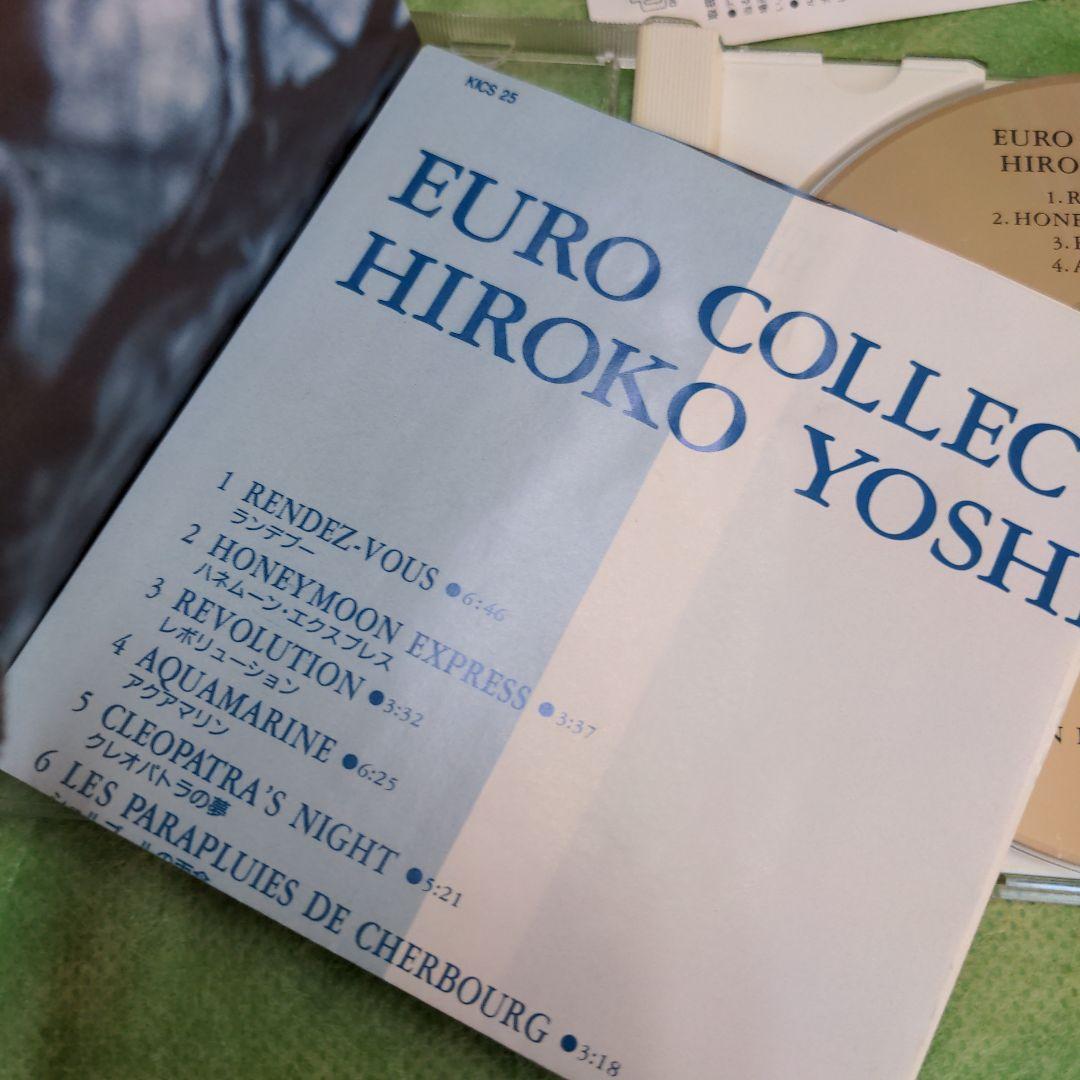 KICS 25
EURO COLLEC
HIROKO YOSHI
1 RENDEZ-VOUS ●6:46
ランデブー
2 HONEYMOON EXPRESS ●3:37
ハネムーン・エクスプレス
3 REVOLUTION ●3:32
レボリューション
4 AQUAMARINE ●6:25
アクアマリン
5 CLEOPATRA'S NIGHT ●5:21
クレオパトラの夢
6 LES PARAPLUIES DE CHERBOURG ●3:18
EURO
HIRO
1. R
2. HONE
3.
4. A